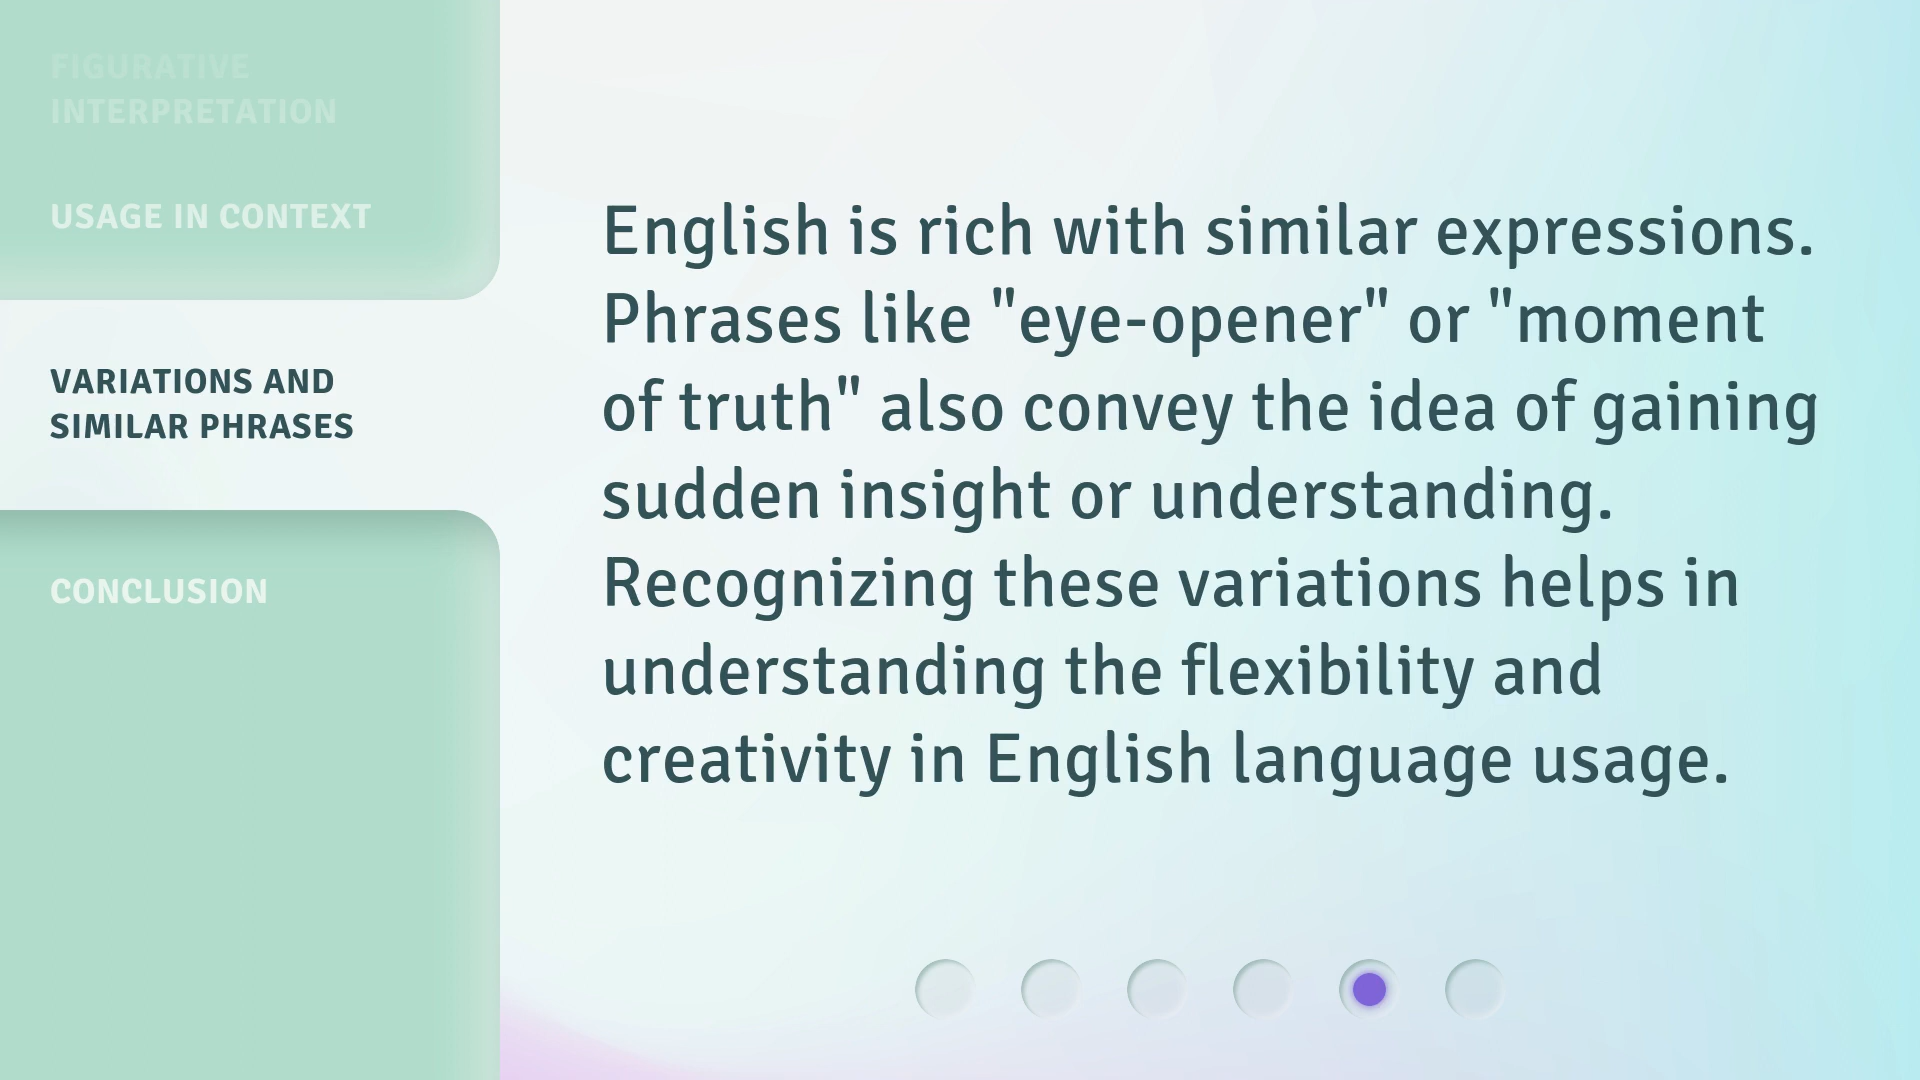 FIGURATIVE
INTERPRETATION
USAGE IN CONTEXT
VARIATIONS AND
SIMILAR PHRASES
CONCLUSION
English is rich with similar expressions.
Phrases like "eye-opener" or "moment
of truth" also convey the idea of gaining
sudden insight or understanding.
Recognizing these variations helps in
understanding the flexibility and
creativity in English language usage.